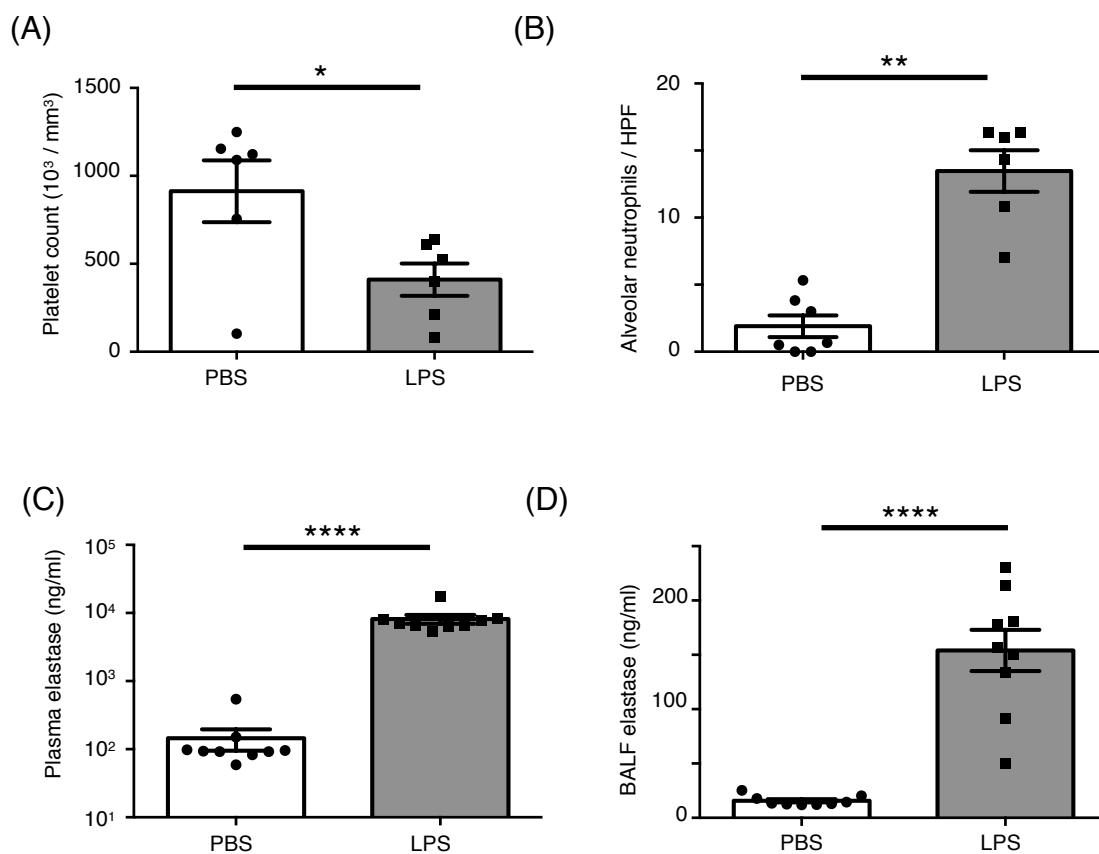 (A)
*
Platelet count (10³ / mm³)
1500
1000
500
0
PBS
LPS
(B)
**
Alveolar neutrophils / HPF
20
10
0
PBS
LPS
(C)
****
Plasma elastase (ng/ml)
10⁵
10⁴
10³
10²
10¹
PBS
LPS
(D)
****
BALF elastase (ng/ml)
200
100
0
PBS
LPS